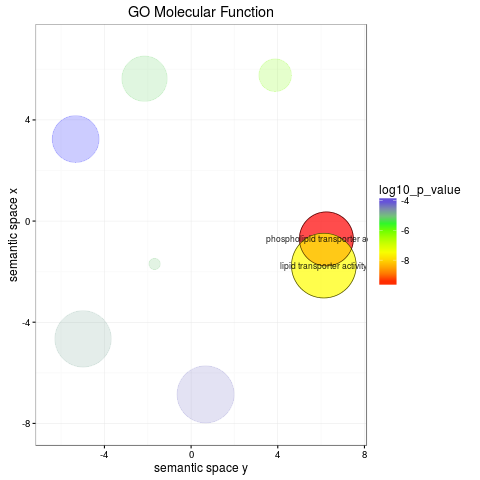 GO Molecular Function
log10_p_value
-4
-6
-8
4
0
-4
-8
semantic space x
phospholipid transporter a
lipid transporter activity
-4
0
4
8
semantic space y